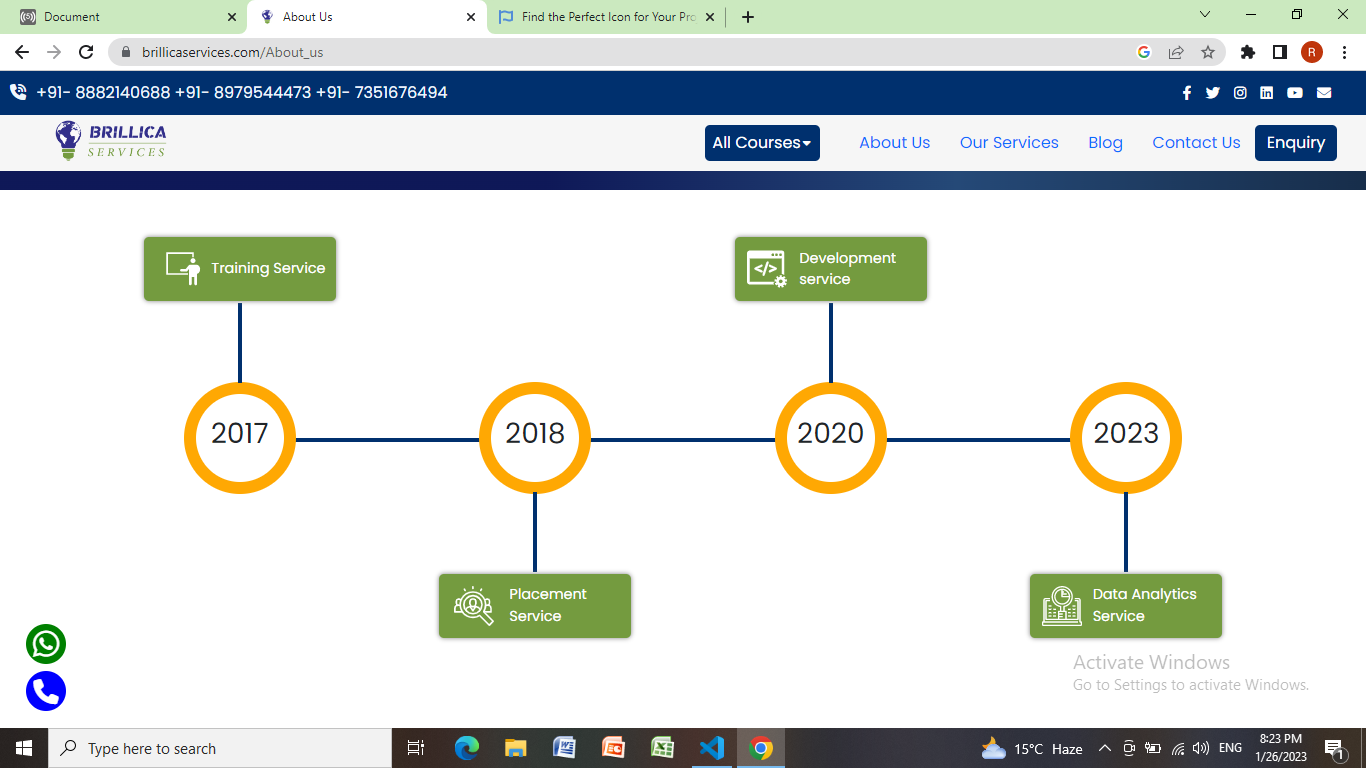 Document
About Us
Find the Perfect Icon for Your Pro
brillicaservices.com/About_us
R
+91- 8882140688 +91- 8979544473 +91- 7351676494
BRILLICA
SERVICES
All Courses
About Us
Our Services
Blog
Contact Us
Enquiry
Training Service
Development
service
2017
2018
2020
2023
Placement
Service
Data Analytics
Service
Activate Windows
Go to Settings to activate Windows.
Type here to search
15°C Haze
ENG
8:23 PM
1/26/2023
1